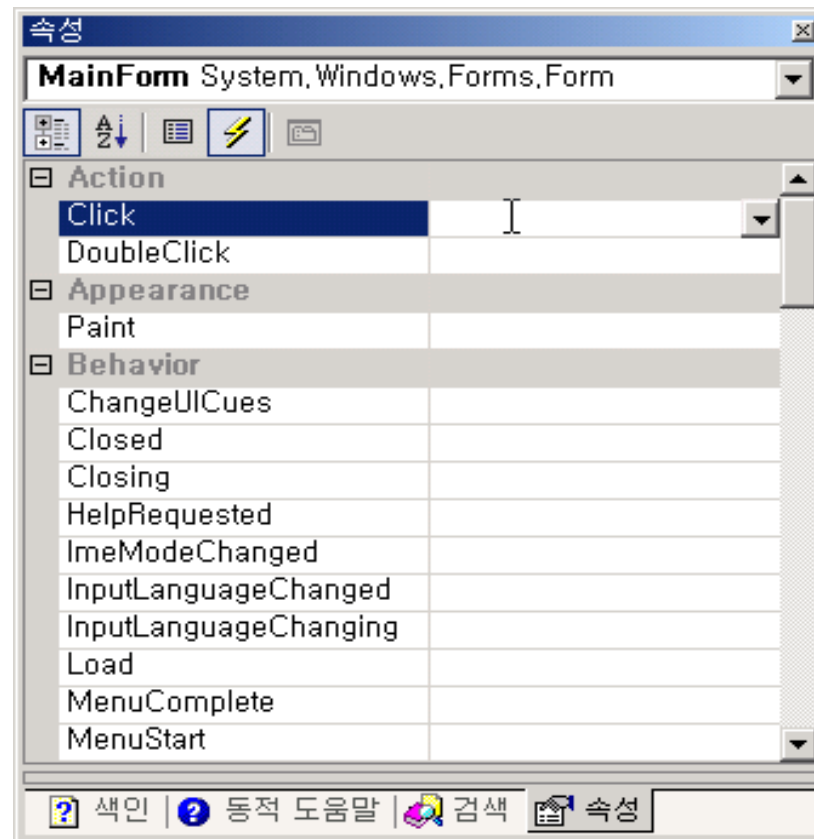 속성
MainForm System.Windows.Forms.Form
Action
Click
DoubleClick
Appearance
Paint
Behavior
ChangeUICues
Closed
Closing
HelpRequested
ImeModeChanged
InputLanguageChanged
InputLanguageChanging
Load
MenuComplete
MenuStart
색인 동적 도움말 검색 속성